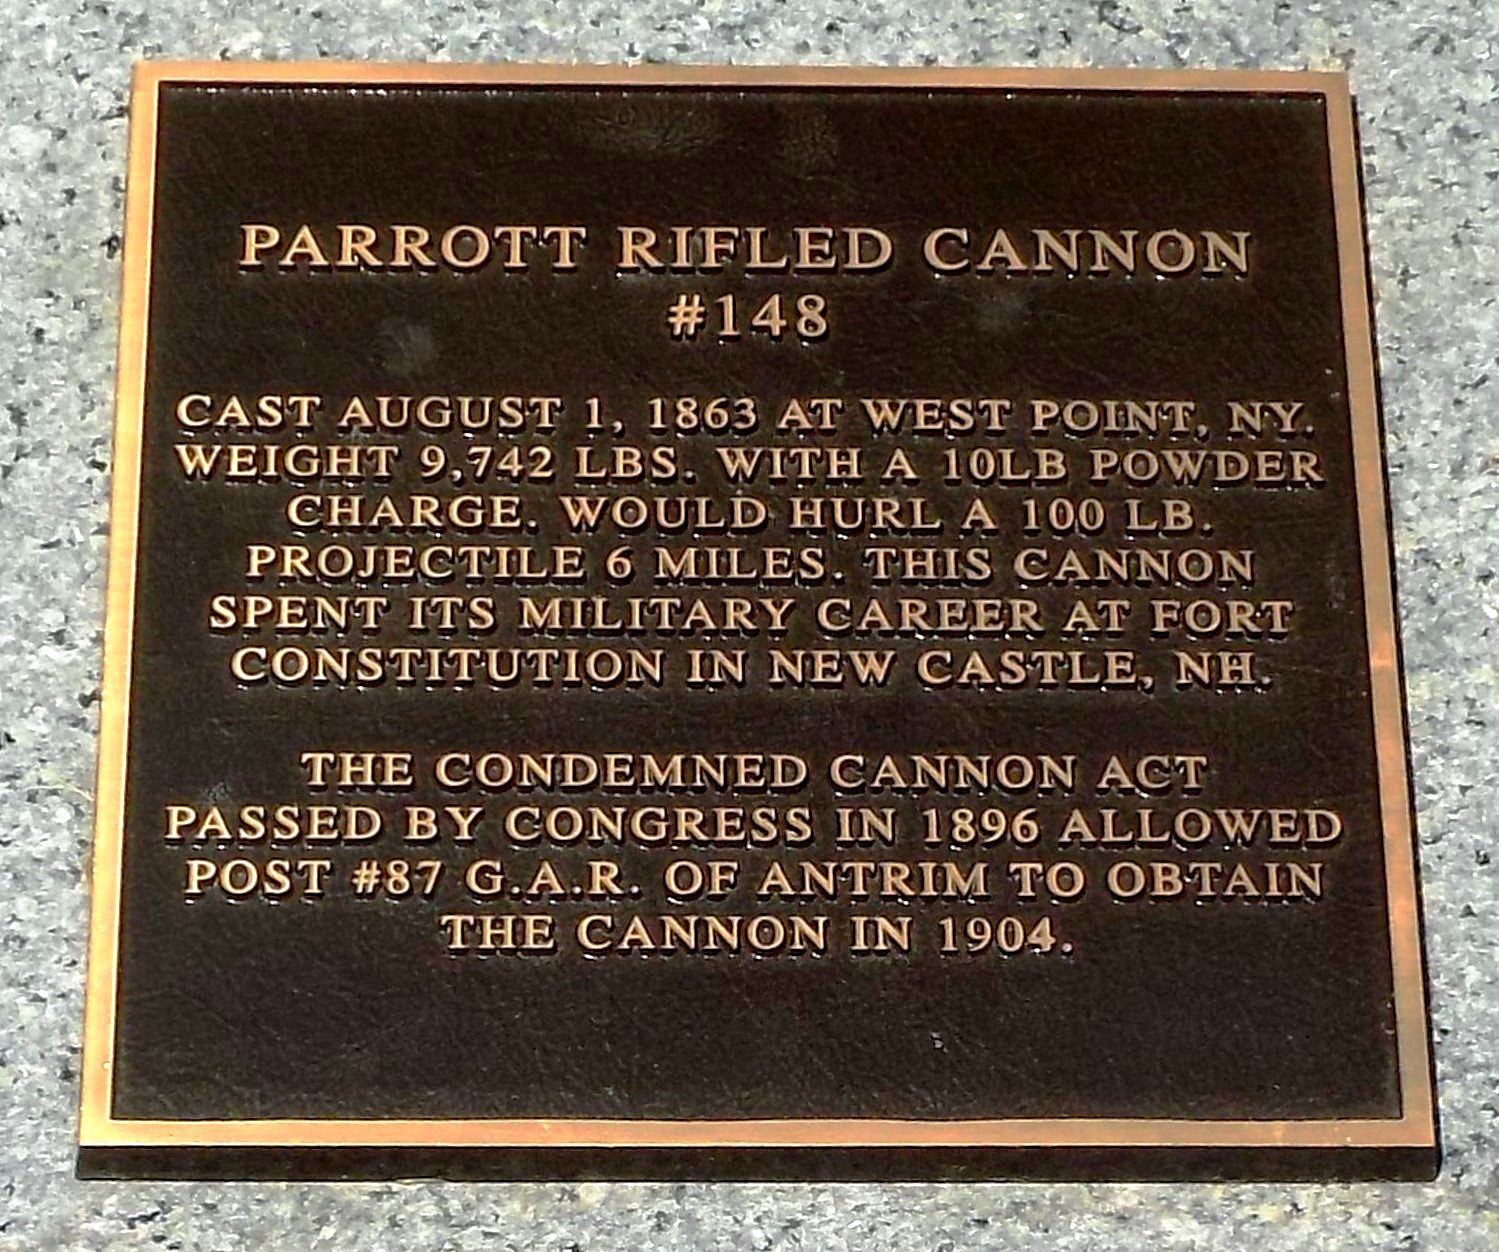 PARROTT RIFLED CANNON
#148
CAST AUGUST 1, 1863 AT WEST POINT, NY.
WEIGHT 9,742 LBS. WITH A 10LB POWDER
CHARGE. WOULD HURL A 100 LB.
PROJECTILE 6 MILES. THIS CANNON
SPENT ITS MILITARY CAREER AT FORT
CONSTITUTION IN NEW CASTLE, NH.
THE CONDEMNED CANNON ACT
PASSED BY CONGRESS IN 1896 ALLOWED
POST #87 G.A.R. OF ANTRIM TO OBTAIN
THE CANNON IN 1904.